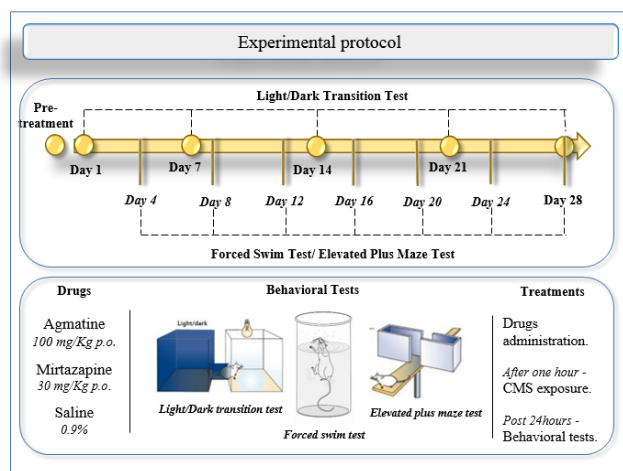 Experimental protocol
Light/Dark Transition Test
Pre-
treatment
Day 1
Day 7
Day 14
Day 21
Day 4
Day 8
Day 12
Day 16
Day 20
Day 24
Day 28
Forced Swim Test/ Elevated Plus Maze Test
Drugs
Agmatine
100 mg/Kg p.o.
Mirtazapine
30 mg/Kg p.o.
Saline
0.9%
Behavioral Tests
Light/dark
Light/Dark transition test
Forced swim test
Elevated plus maze test
Treatments
Drugs
administration.
After one hour -
CMS exposure.
Post 24hours -
Behavioral tests.